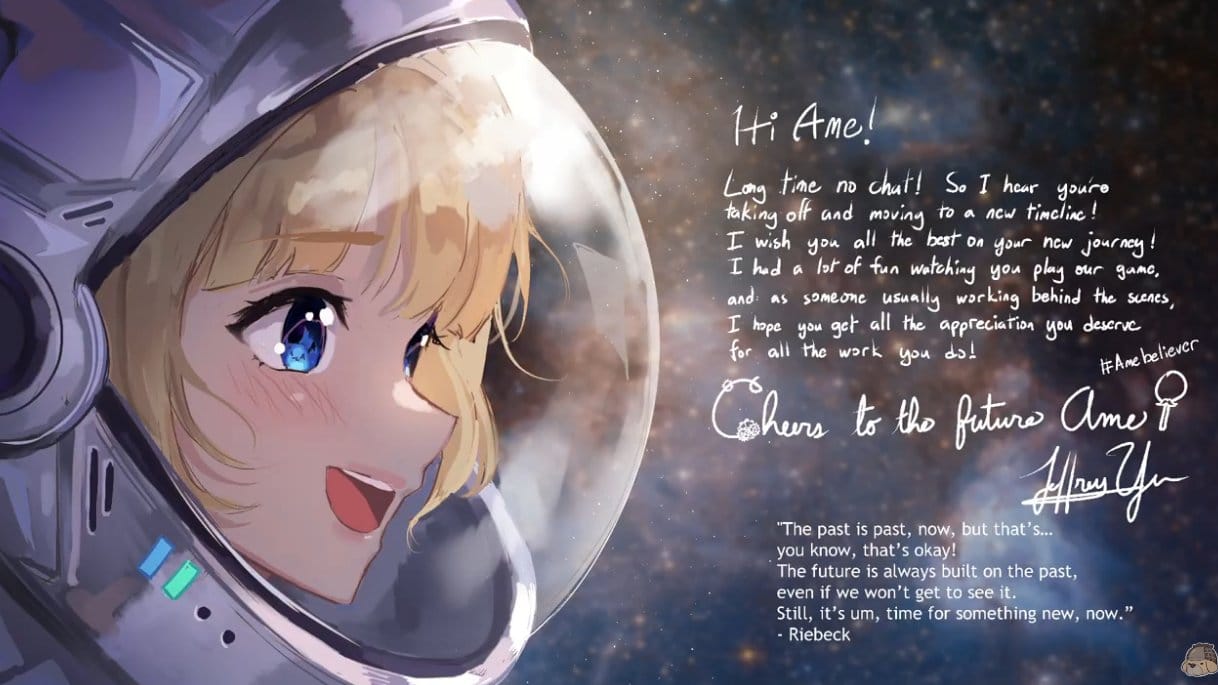 Hi Ame!
Long time no chat! So I hear you're
taking off and moving to a new timeline!
I wish you all the best on your new journey!
I had a lot of fun watching you play our game,
and as someone usually working behind the scenes,
I hope you get all the appreciation you deserve
for all the work you do!
#Amebeliever
Cheers to the future Ame!
Jeffrey Yu
"The past is past, now, but that's...
you know, that's okay!
The future is always built on the past,
even if we won't get to see it.
Still, it's um, time for something new, now."
- Riebeck